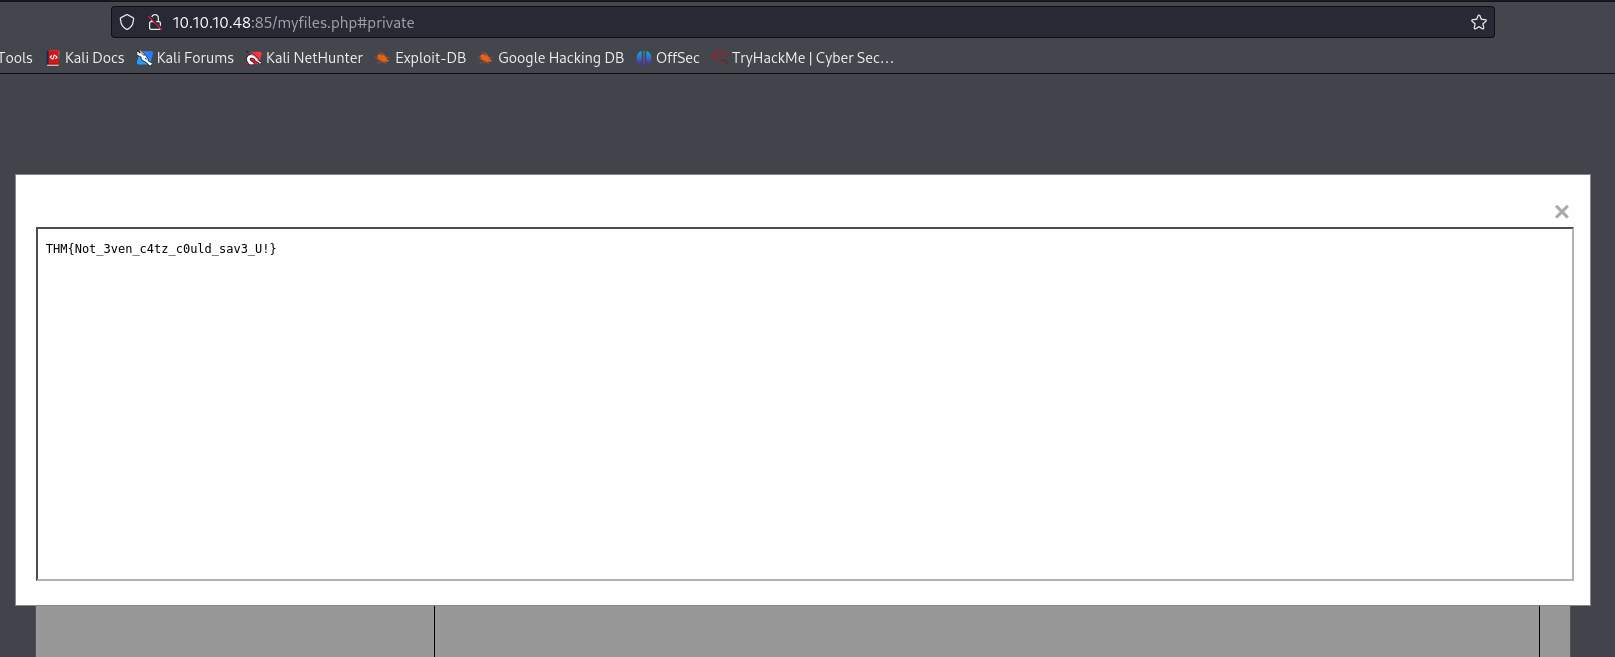 10.10.10.48:85/myfiles.php#private
Tools Kali Docs Kali Forums Kali NetHunter Exploit-DB Google Hacking DB OffSec TryHackMe | Cyber Sec…
THM{Not_3ven_c4tz_c0uld_sav3_U!}